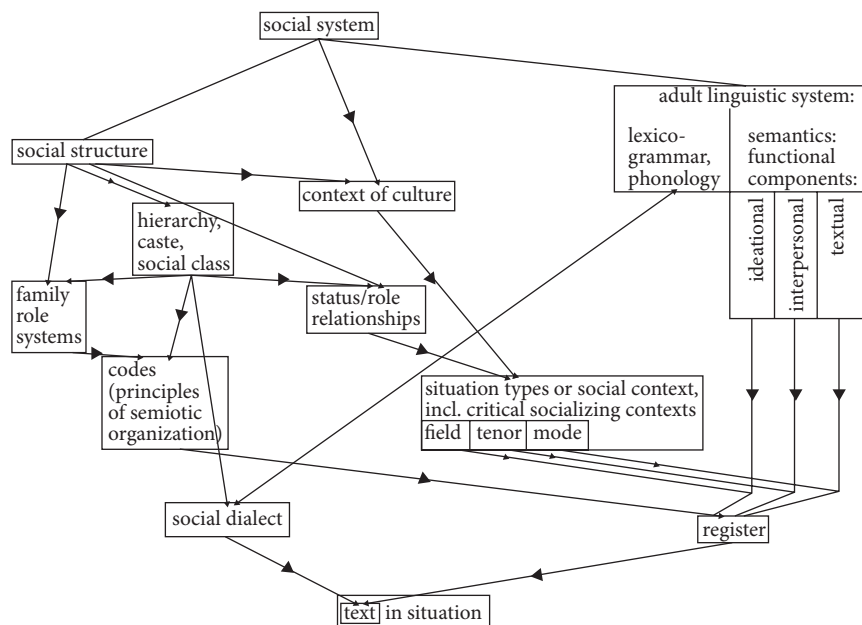 social system
adult linguistic system:
lexico-
grammar,
phonology
semantics:
functional
components:
social structure
context of culture
hierarchy,
caste,
social class
ideational
interpersonal
textual
family
role
systems
status/role
relationships
codes
(principles
of semiotic
organization)
situation types or social context,
incl. critical socializing contexts
field tenor mode
social dialect
register
text in situation